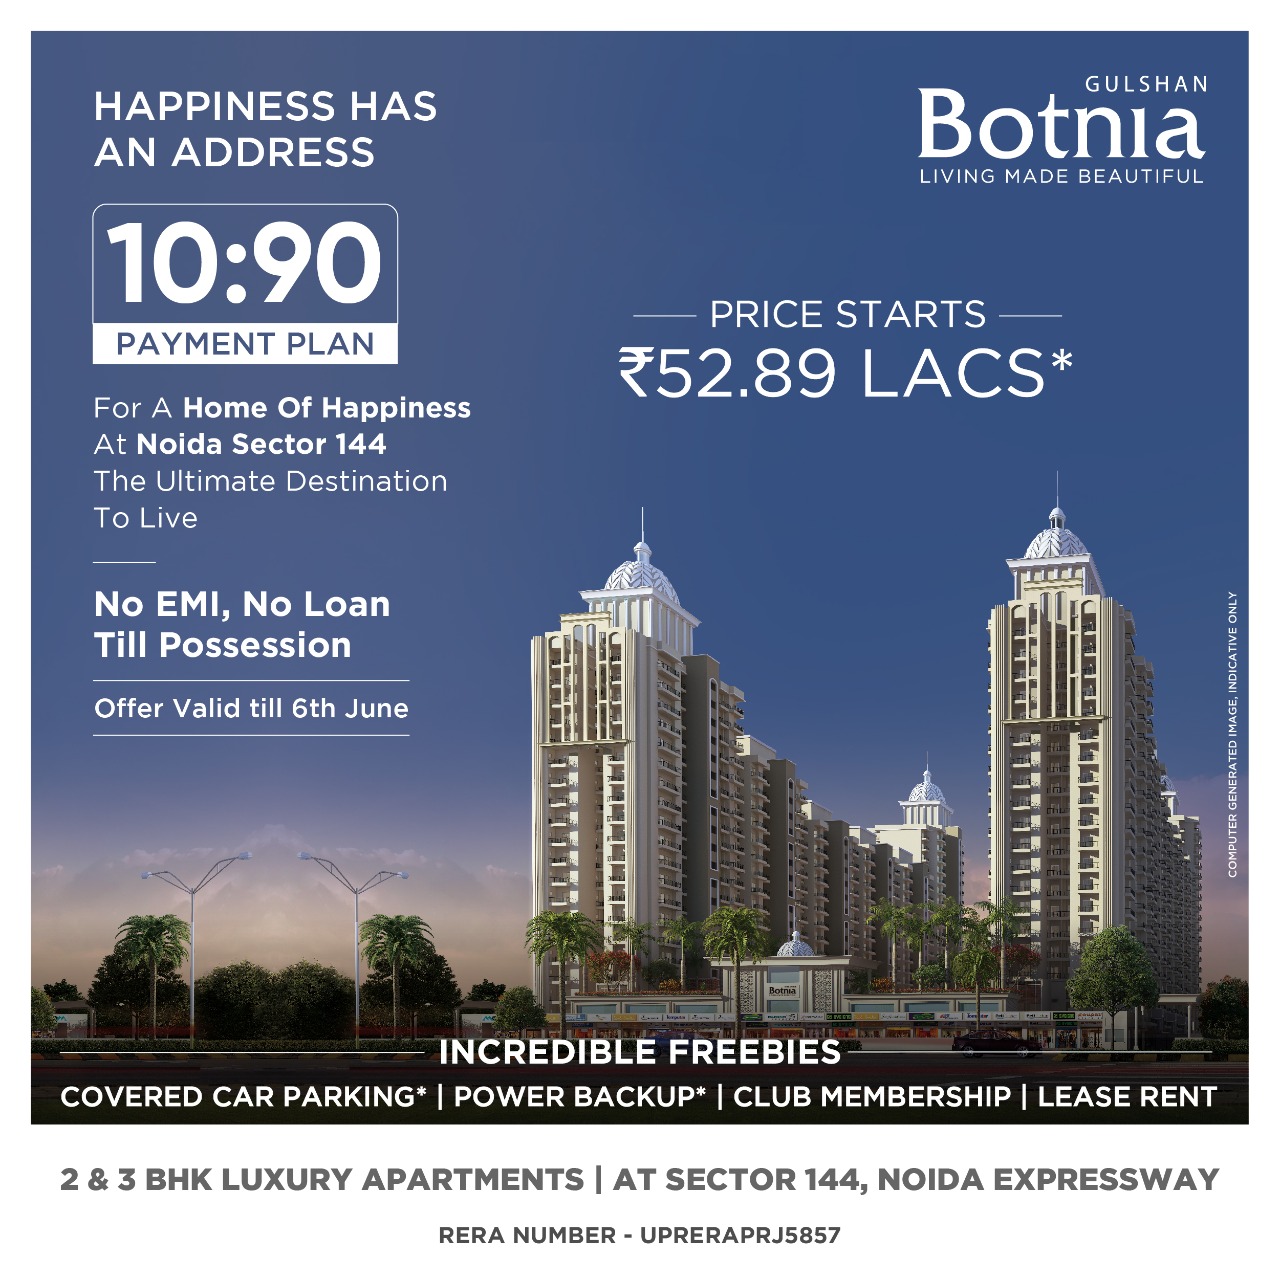 HAPPINESS HAS
AN ADDRESS
10:90
PAYMENT PLAN
For A Home Of Happiness
At Noida Sector 144
The Ultimate Destination
To Live
No EMI, No Loan
Till Possession
Offer Valid till 6th June
GULSHAN
Botnia
LIVING MADE BEAUTIFUL
PRICE STARTS
₹52.89 LACS*
COMPUTER GENERATED IMAGE, INDICATIVE ONLY
Botnia
INCREDIBLE FREEBIES
COVERED CAR PARKING* | POWER BACKUP* | CLUB MEMBERSHIP | LEASE RENT
2 & 3 BHK LUXURY APARTMENTS | AT SECTOR 144, NOIDA EXPRESSWAY
RERA NUMBER - UPRERAPRJ5857